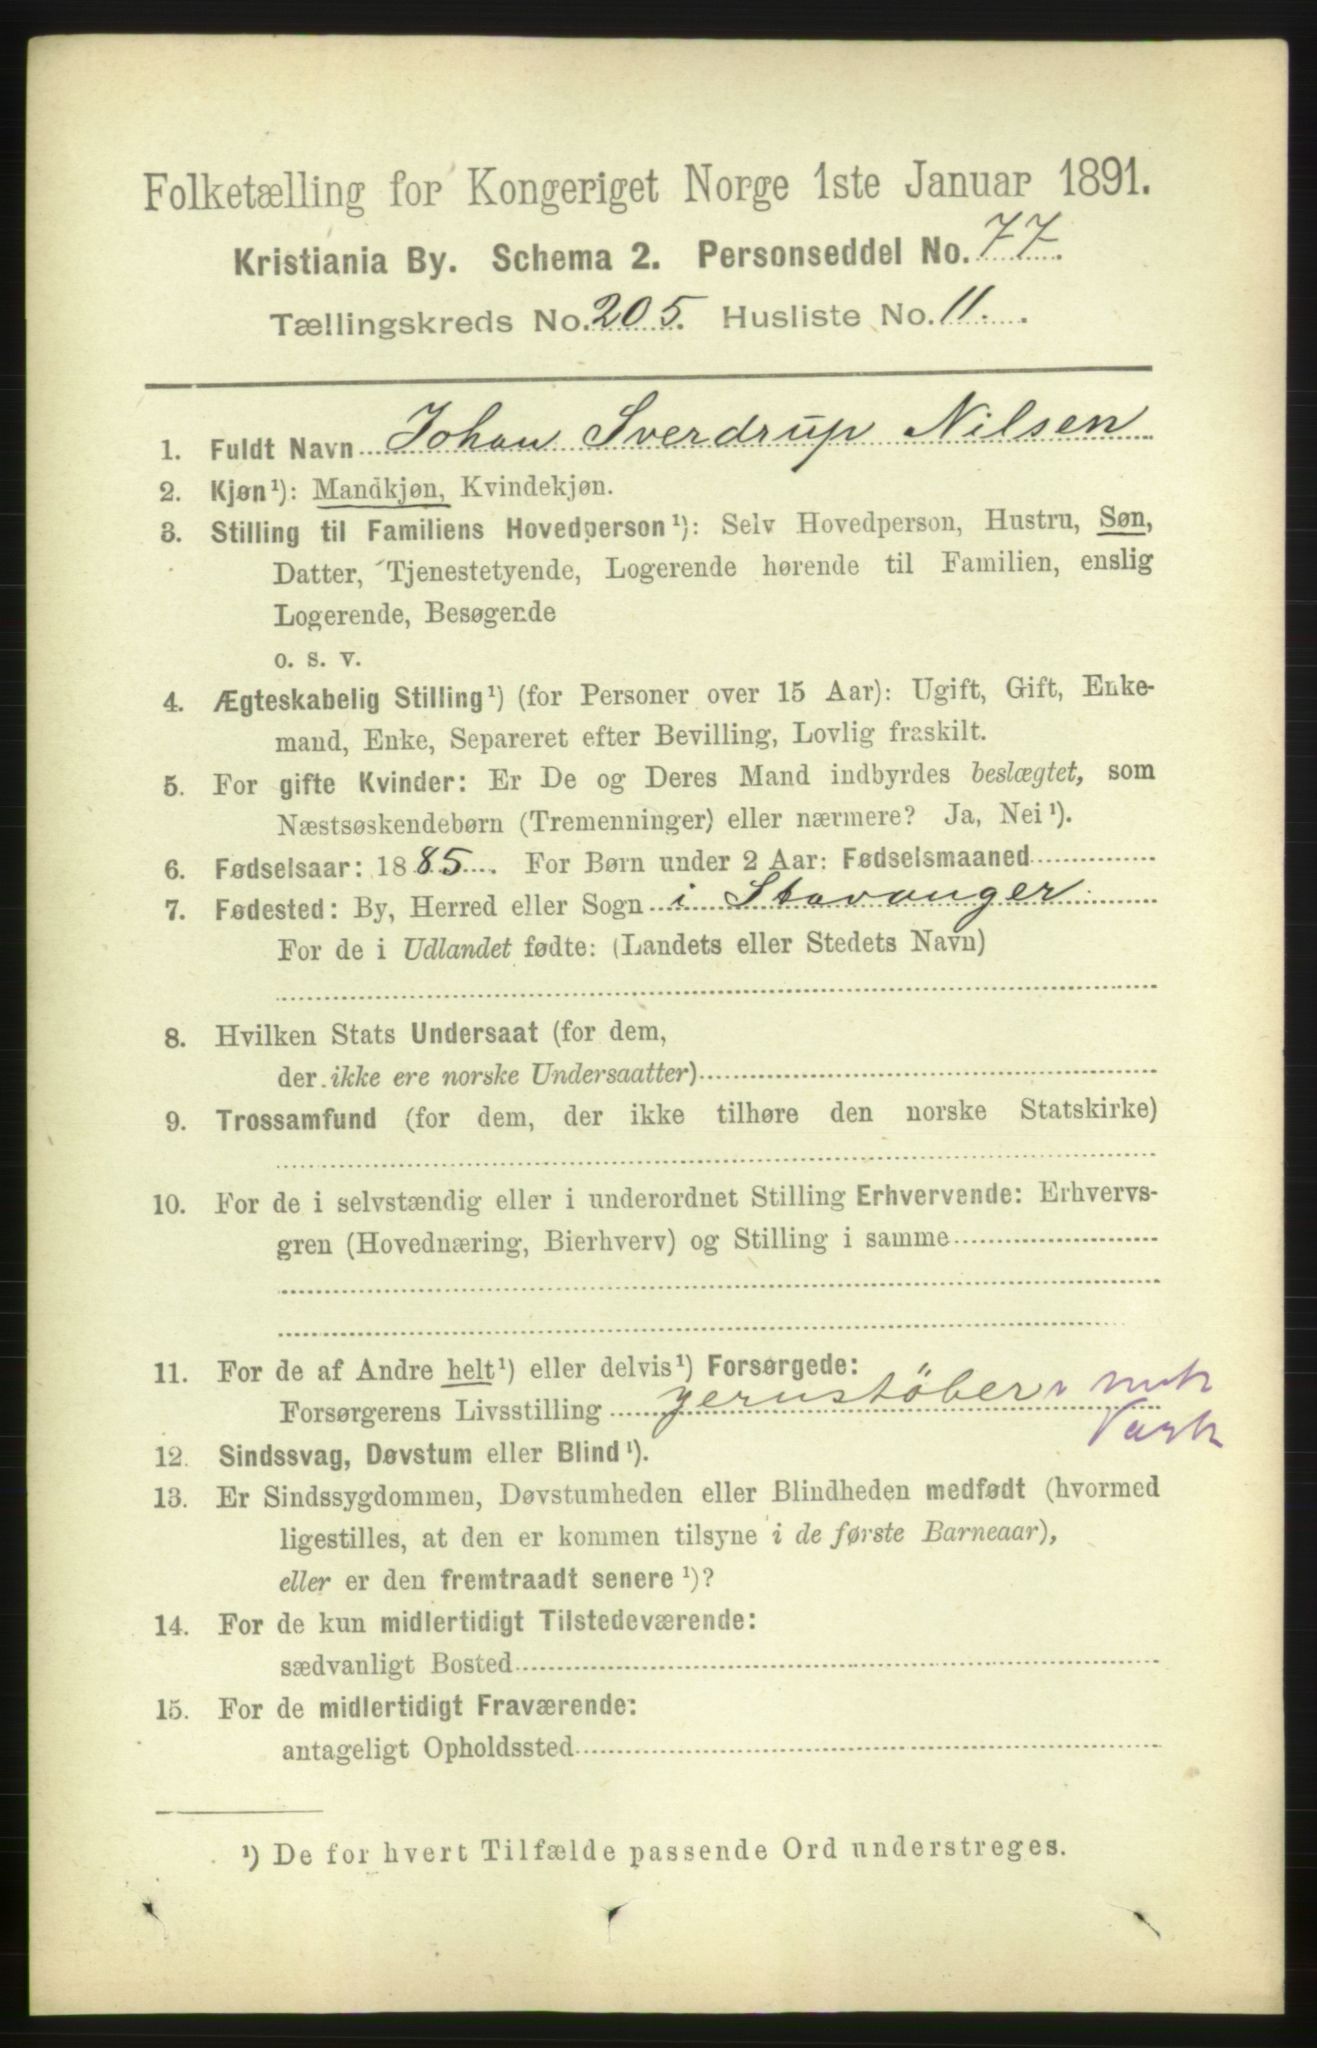 Folketælling for Kongeriget Norge 1ste Januar 1891.
Kristiania By. Schema 2. Personseddel No. 77.
Tællingskreds No. 205. Husliste No. 11.
1. Fuldt Navn Johan Sverdrup Nilsen
2. Kjøn¹): Mandkjøn, Kvindekjøn.
3. Stilling til Familiens Hovedperson¹): Selv Hovedperson, Hustru, Søn,
Datter, Tjenestetyende, Logerende hørende til Familien, enslig
Logerende, Besøgende
o. s. v.
4. Ægteskabelig Stilling¹) (for Personer over 15 Aar): Ugift, Gift, Enke-
mand, Enke, Separeret efter Bevilling, Lovlig fraskilt.
5. For gifte Kvinder: Er De og Deres Mand indbyrdes beslægtet, som
Næstsøskendebørn (Tremenninger) eller nærmere? Ja, Nei¹).
6. Fødselsaar: 1885. For Børn under 2 Aar: Fødselsmaaned
7. Fødested: By, Herred eller Sogn i Stavanger
For de i Udlandet fødte: (Landets eller Stedets Navn)
8. Hvilken Stats Undersaat (for dem,
der ikke ere norske Undersaatter)
9. Trossamfund (for dem, der ikke tilhøre den norske Statskirke)
10. For de i selvstændig eller i underordnet Stilling Erhvervende: Erhvervs-
gren (Hovednæring, Bierhverv) og Stilling i samme
11. For de af Andre helt¹) eller delvis¹) Forsørgede:
Forsørgerens Livsstilling jernstöber i mek
Værk
12. Sindssvag, Døvstum eller Blind¹).
13. Er Sindssygdommen, Døvstumheden eller Blindheden medfødt (hvormed
ligestilles, at den er kommen tilsyne i de første Barneaar),
eller er den fremtraadt senere¹)?
14. For de kun midlertidigt Tilstedeværende:
sædvanligt Bosted
15. For de midlertidigt Fraværende:
antageligt Opholdssted
¹) De for hvert Tilfælde passende Ord understreges.